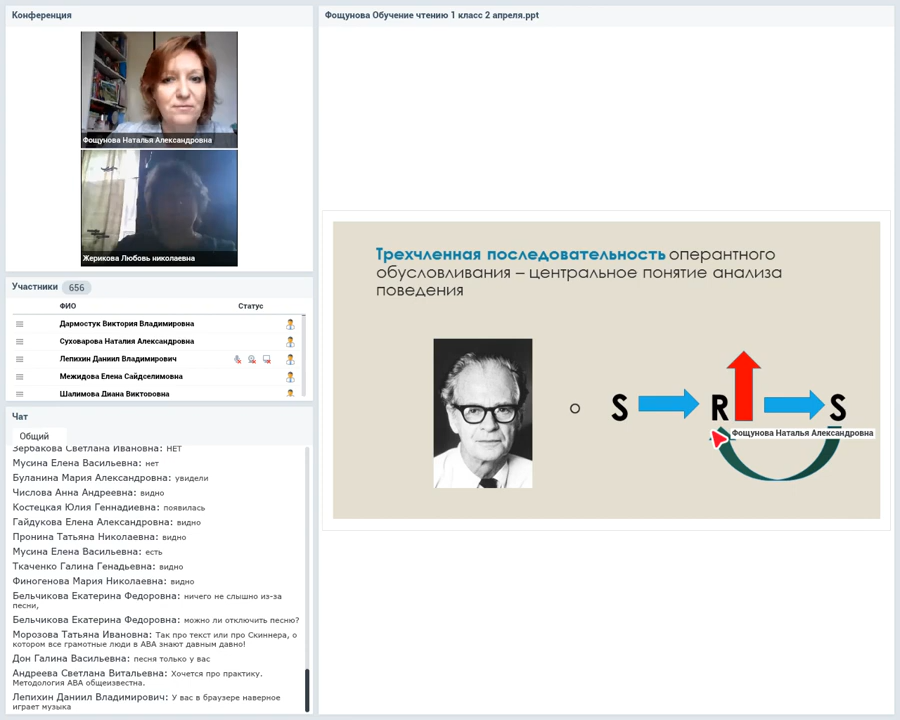 Конференция
Фощунова Наталья Александровна
Жерикова Любовь николаевна
Участники 656
ФИО Статус
Дармостук Виктория Владимировна
Суховарова Наталия Александровна
Лепихин Даниил Владимирович
Межидова Елена Сайдселимовна
Шалимова Диана Викторовна
Чат
Общий
Зербакова Светлана Ивановна: НЕТ
Мусина Елена Васильевна: нет
Буланина Мария Александровна: увидели
Числова Анна Андреевна: видно
Костецкая Юлия Геннадиевна: появилась
Гайдукова Елена Александровна: видно
Пронина Татьяна Николаевна: видно
Мусина Елена Васильевна: есть
Ткаченко Галина Генадьевна: видно
Финогенова Мария Николаевна: видно
Бельчикова Екатерина Федоровна: ничего не слышно из-за
песни,
Бельчикова Екатерина Федоровна: можно ли отключить песню?
Морозова Татьяна Ивановна: Так про текст или про Скиннера, о
котором все грамотные люди в АВА знают давным давно!
Дон Галина Васильевна: песня только у вас
Андреева Светлана Витальевна: Хочется про практику.
Методология АВА общеизвестна.
Лепихин Даниил Владимирович: У вас в браузере наверное
играет музыка
Фощунова Обучение чтению 1 класс 2 апреля.ppt
Трехчленная последовательность оперантного
обусловливания – центральное понятие анализа
поведения
S R S
Фощунова Наталья Александровна